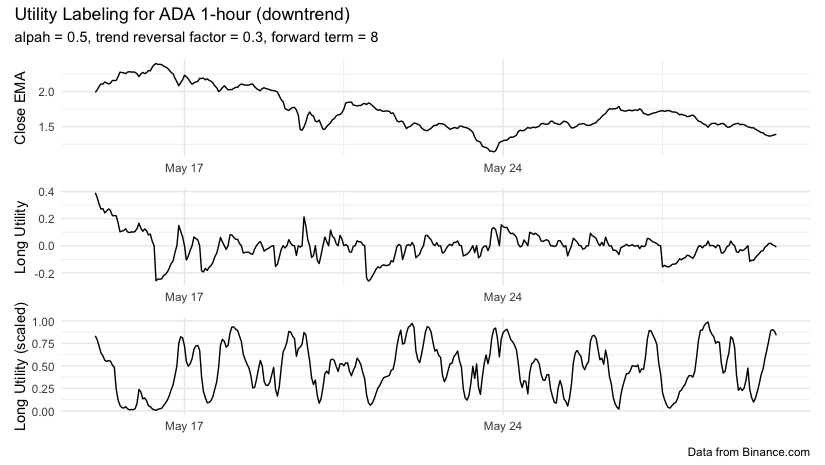 Utility Labeling for ADA 1-hour (downtrend)
alpah = 0.5, trend reversal factor = 0.3, forward term = 8
Close EMA
2.0
1.5
May 17
May 24
Long Utility
0.4
0.2
0.0
-0.2
May 17
May 24
Long Utility (scaled)
1.00
0.75
0.50
0.25
0.00
May 17
May 24
Data from Binance.com